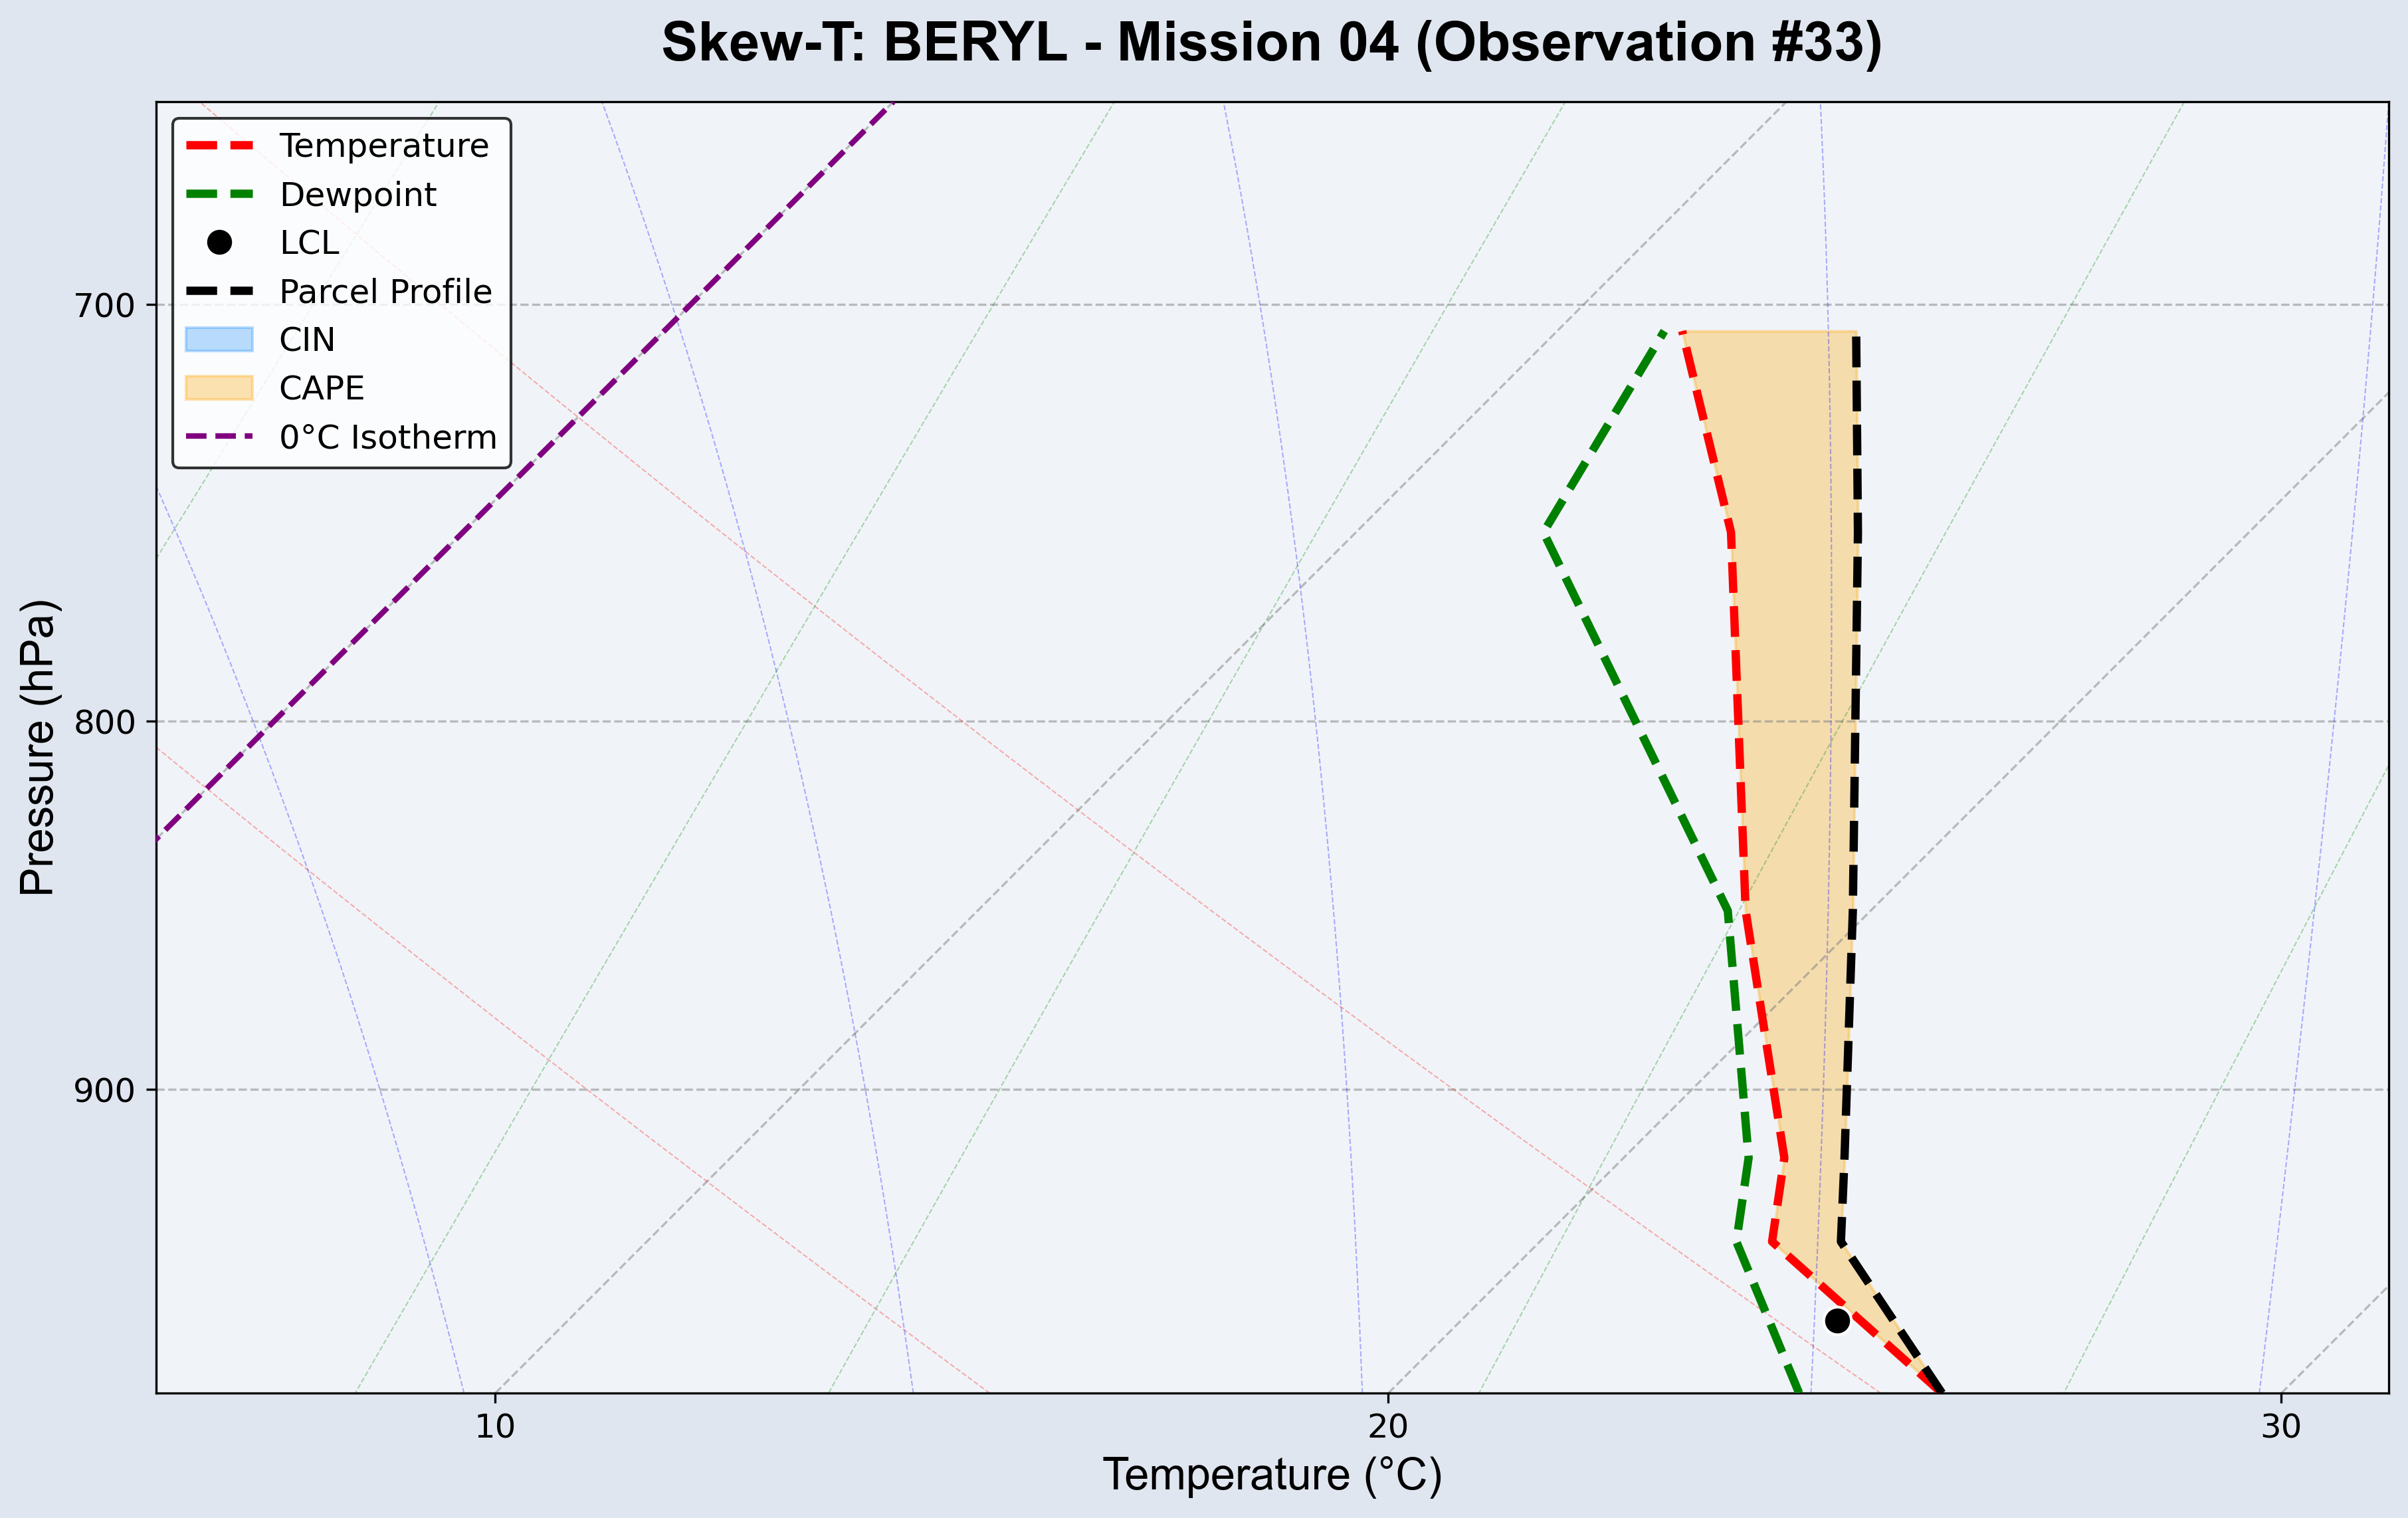 Skew-T: BERYL - Mission 04 (Observation #33)
Temperature
Dewpoint
LCL
Parcel Profile
CIN
CAPE
0°C Isotherm
700
800
900
Pressure (hPa)
10
20
30
Temperature (°C)